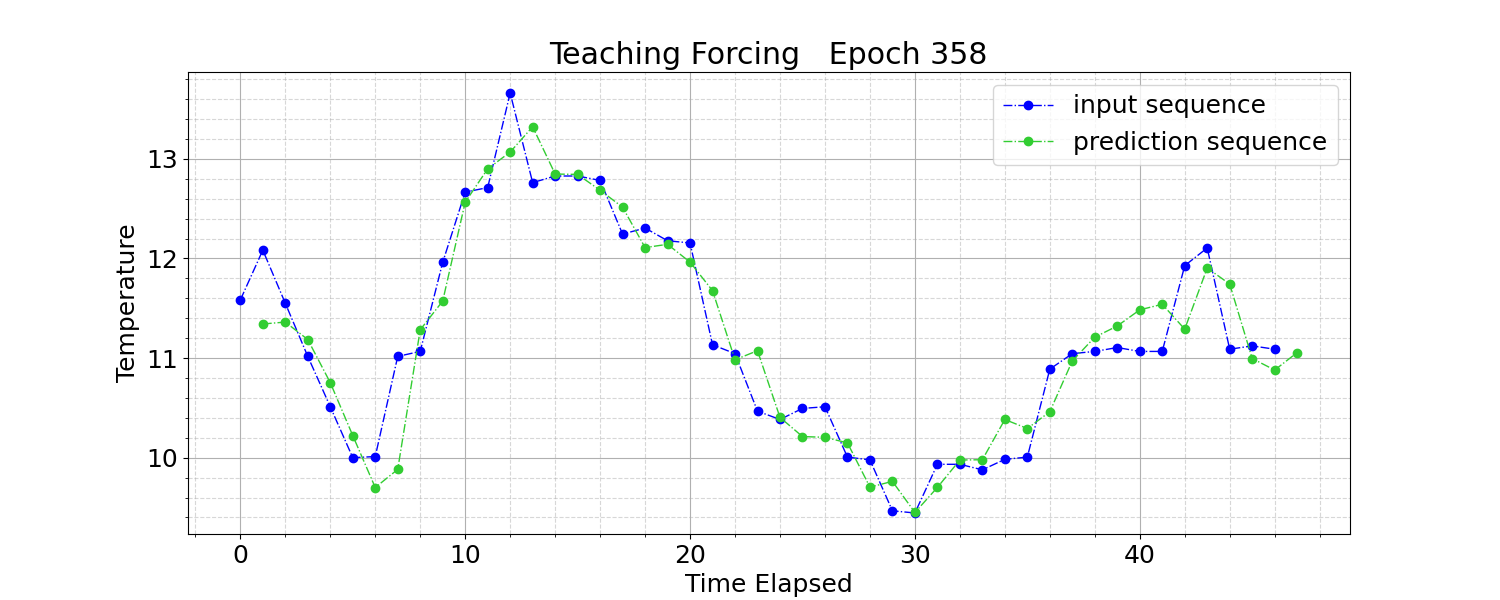 Teaching Forcing   Epoch 358
input sequence
prediction sequence
13
12
11
10
Temperature
0 10 20 30 40
Time Elapsed